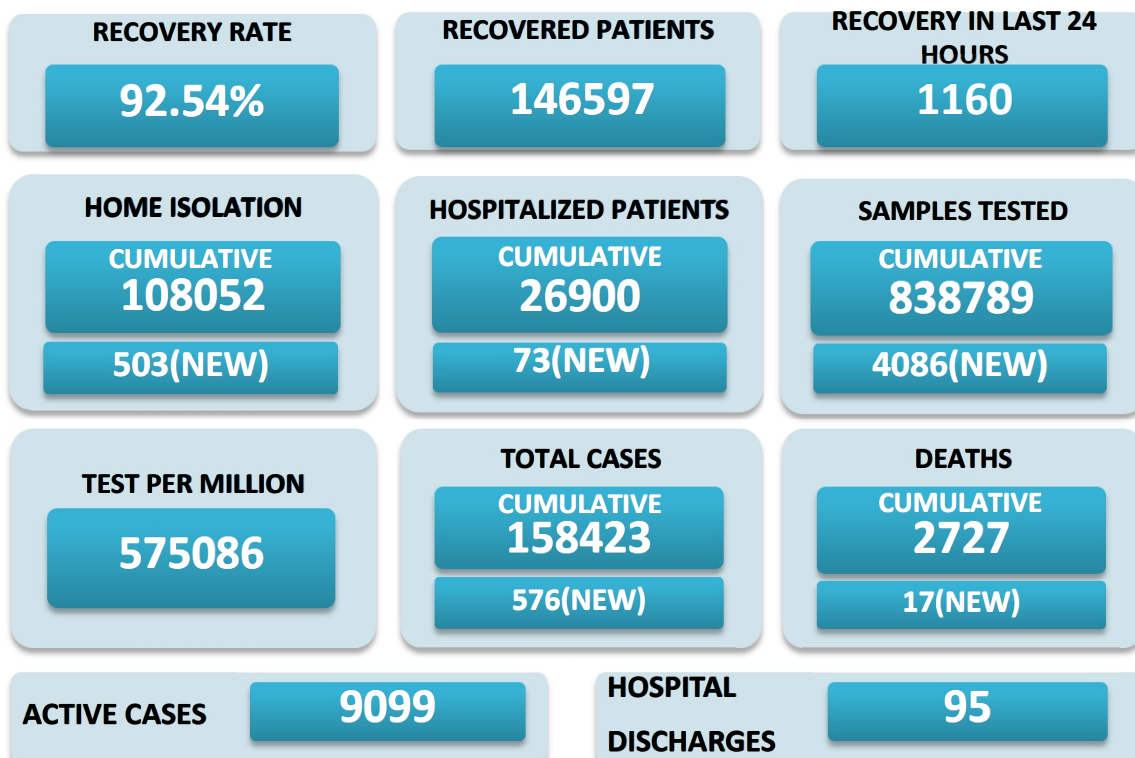 RECOVERY RATE
92.54%
RECOVERED PATIENTS
146597
RECOVERY IN LAST 24
HOURS
1160
HOME ISOLATION
CUMULATIVE
108052
503(NEW)
HOSPITALIZED PATIENTS
CUMULATIVE
26900
73(NEW)
SAMPLES TESTED
CUMULATIVE
838789
4086(NEW)
TEST PER MILLION
575086
TOTAL CASES
CUMULATIVE
158423
576(NEW)
DEATHS
CUMULATIVE
2727
17(NEW)
ACTIVE CASES
9099
HOSPITAL
DISCHARGES
95